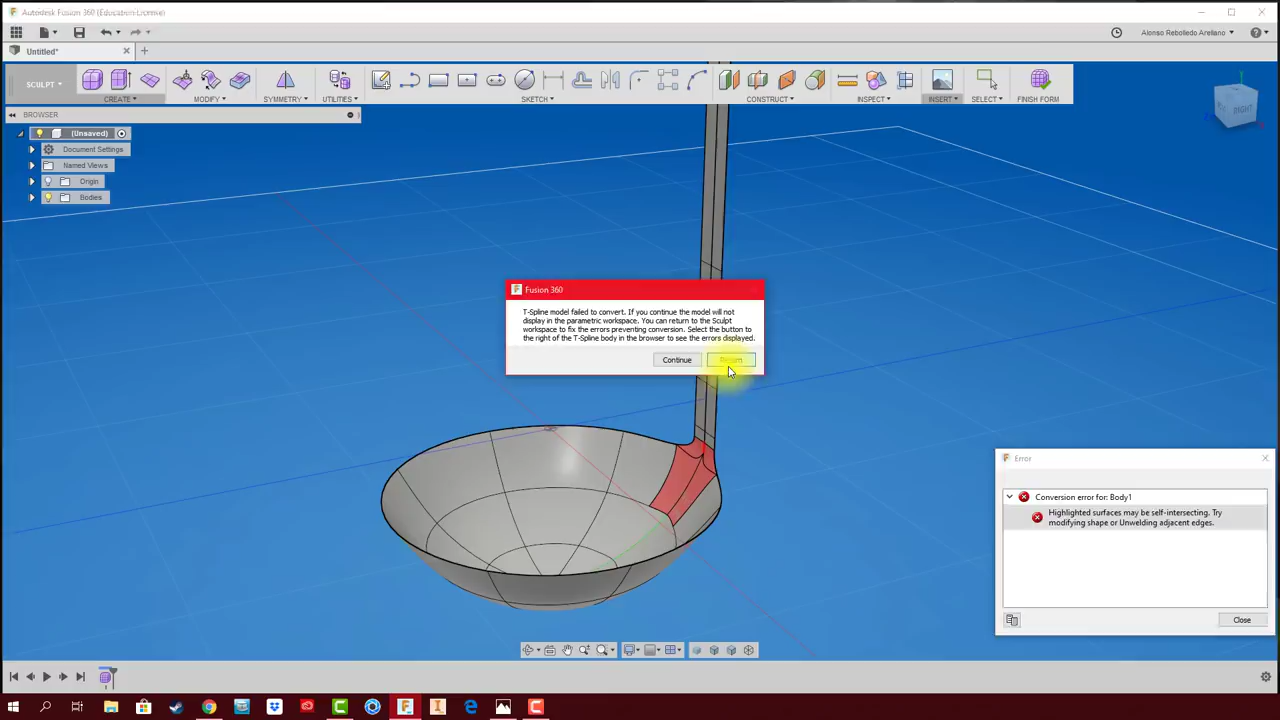 Autodesk Fusion 360 (Education License)
Alonso Rebolledo Arellano
Untitled*
SCULPT
CREATE
MODIFY
SYMMETRY
UTILITIES
SKETCH
CONSTRUCT
INSPECT
INSERT
SELECT
FINISH FORM
BROWSER
(Unsaved)
Document Settings
Named Views
Origin
Bodies
RIGHT
Fusion 360
T-Spline model failed to convert. If you continue the model will not
display in the parametric workspace. You can return to the Sculpt
workspace to fix the errors preventing conversion. Select the button to
the right of the T-Spline body in the browser to see the errors displayed.
Continue
Return
Error
Conversion error for: Body1
Highlighted surfaces may be self-intersecting. Try
modifying shape or Unwelding adjacent edges.
Close